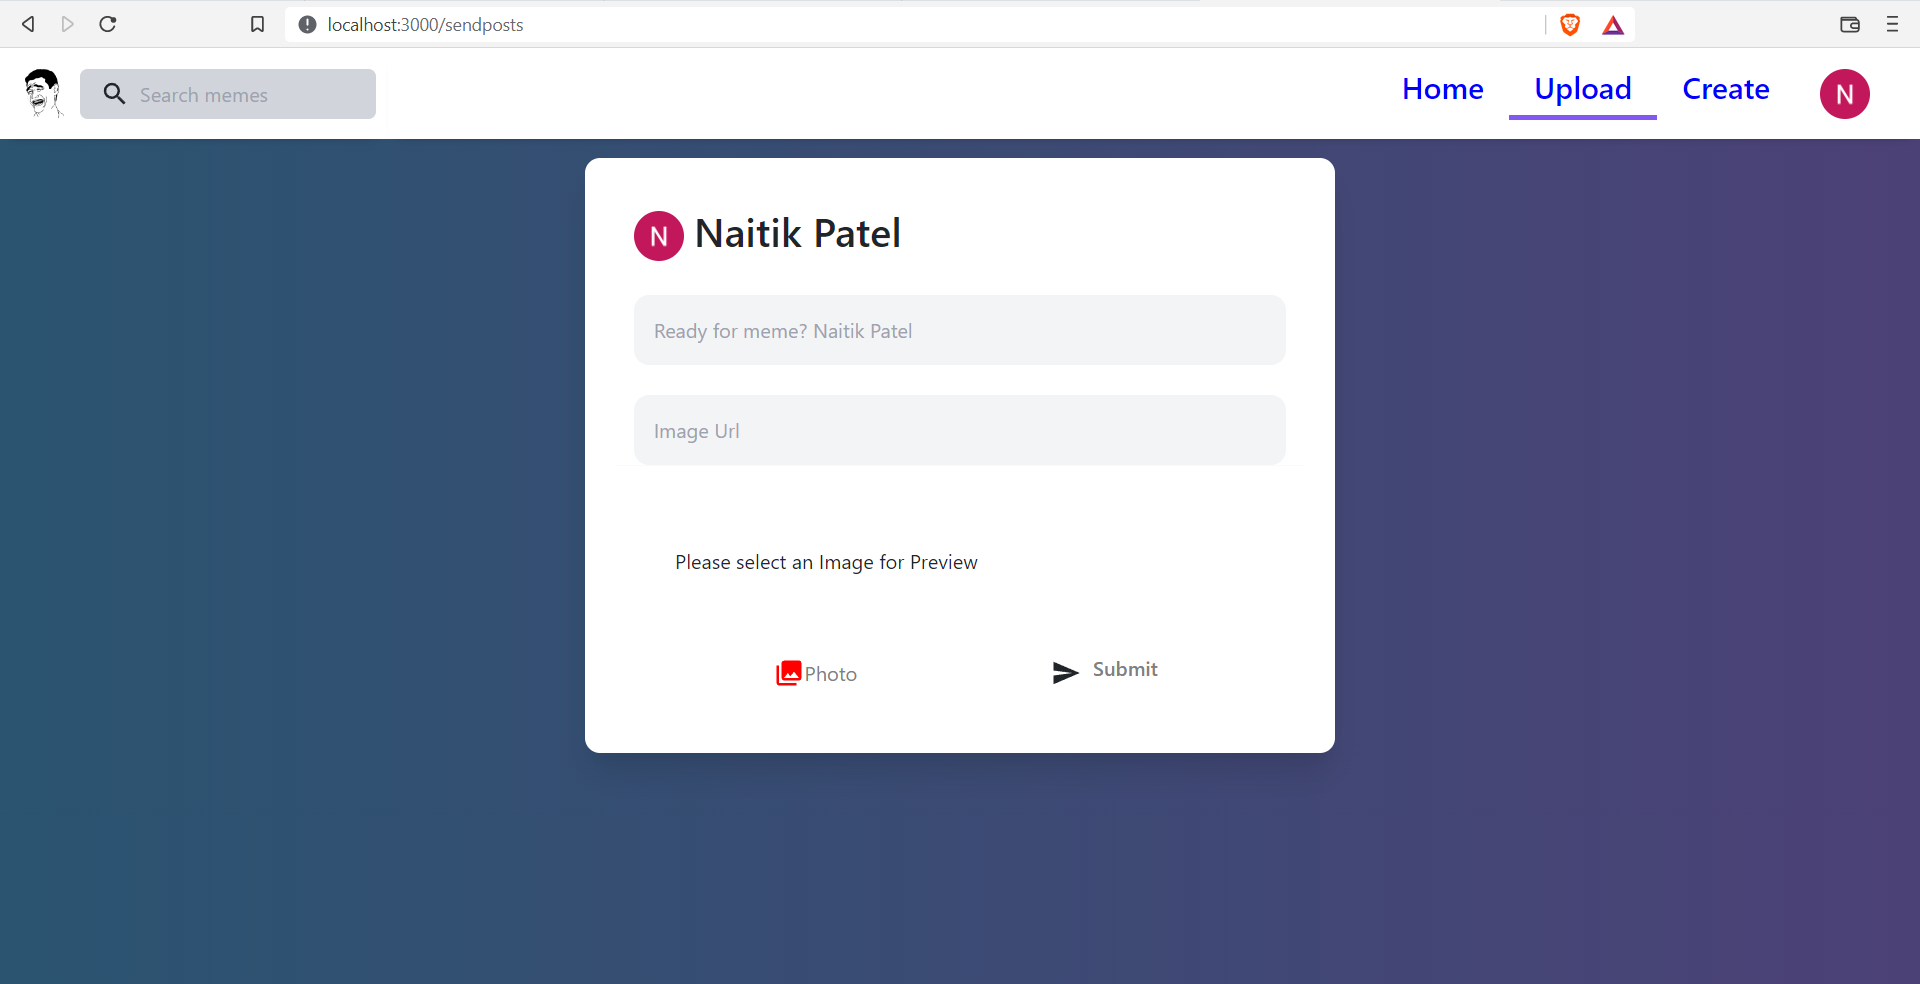 localhost:3000/sendposts
Search memes
Home
Upload
Create
N
N
Naitik Patel
Ready for meme? Naitik Patel
Image Url
Please select an Image for Preview
Photo
Submit